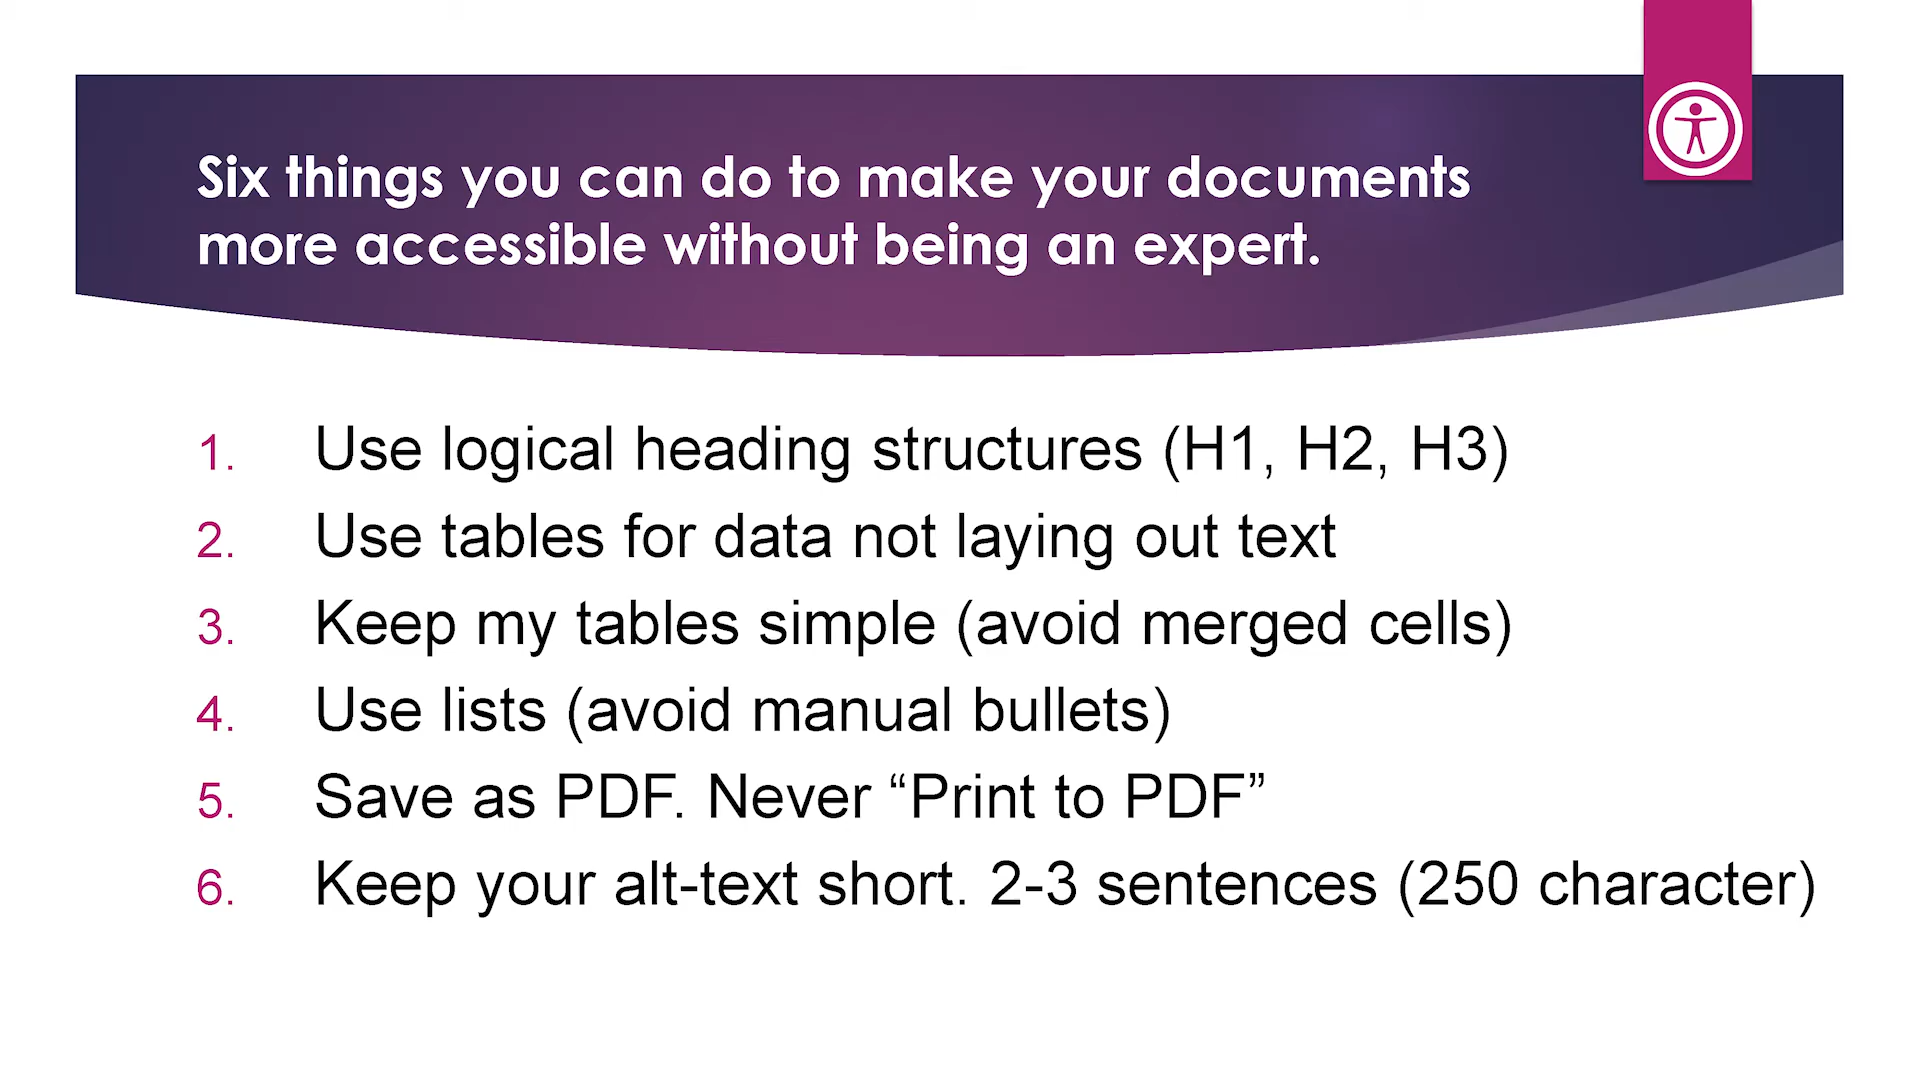 Six things you can do to make your documents
more accessible without being an expert.
1. Use logical heading structures (H1, H2, H3)
2. Use tables for data not laying out text
3. Keep my tables simple (avoid merged cells)
4. Use lists (avoid manual bullets)
5. Save as PDF. Never “Print to PDF”
6. Keep your alt-text short. 2-3 sentences (250 character)